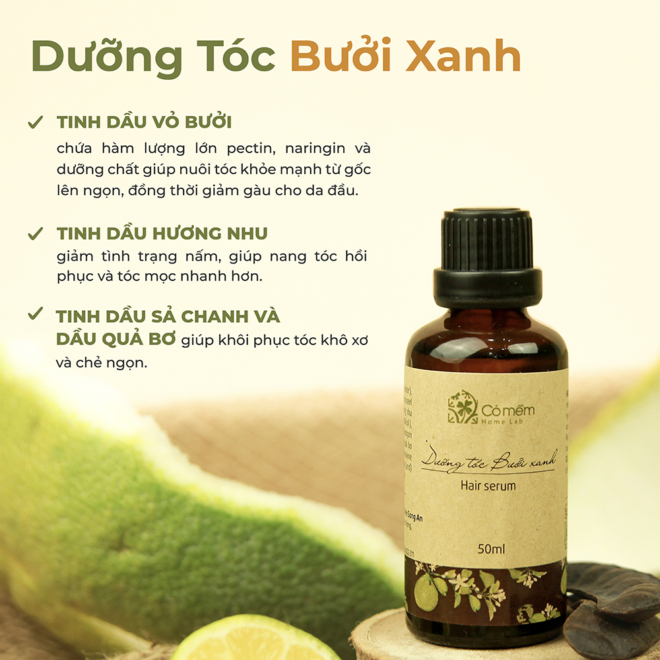 Dưỡng Tóc Bưởi Xanh
TINH DẦU VỎ BƯỞI
chứa hàm lượng lớn pectin, naringin và
dưỡng chất giúp nuôi tóc khỏe mạnh từ gốc
lên ngọn, đồng thời giảm gàu cho da đầu.
TINH DẦU HƯƠNG NHU
giảm tình trạng nấm, giúp nang tóc hồi
phục và tóc mọc nhanh hơn.
TINH DẦU SẢ CHANH VÀ
DẦU QUẢ BƠ giúp khôi phục tóc khô xơ
và chẻ ngọn.
Cỏ mềm
Home Lab
Dưỡng tóc Bưởi xanh
Hair serum
50ml